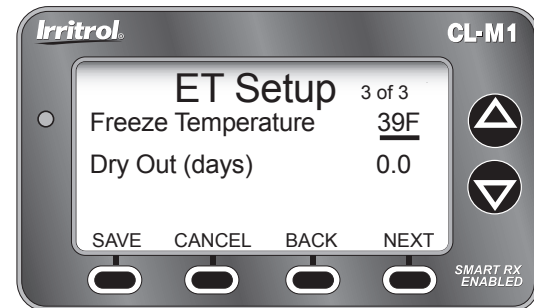 Irritrol®
CL-M1
ET Setup 3 of 3
Freeze Temperature 39F
Dry Out (days) 0.0
SAVE CANCEL BACK NEXT
SMART RX
ENABLED